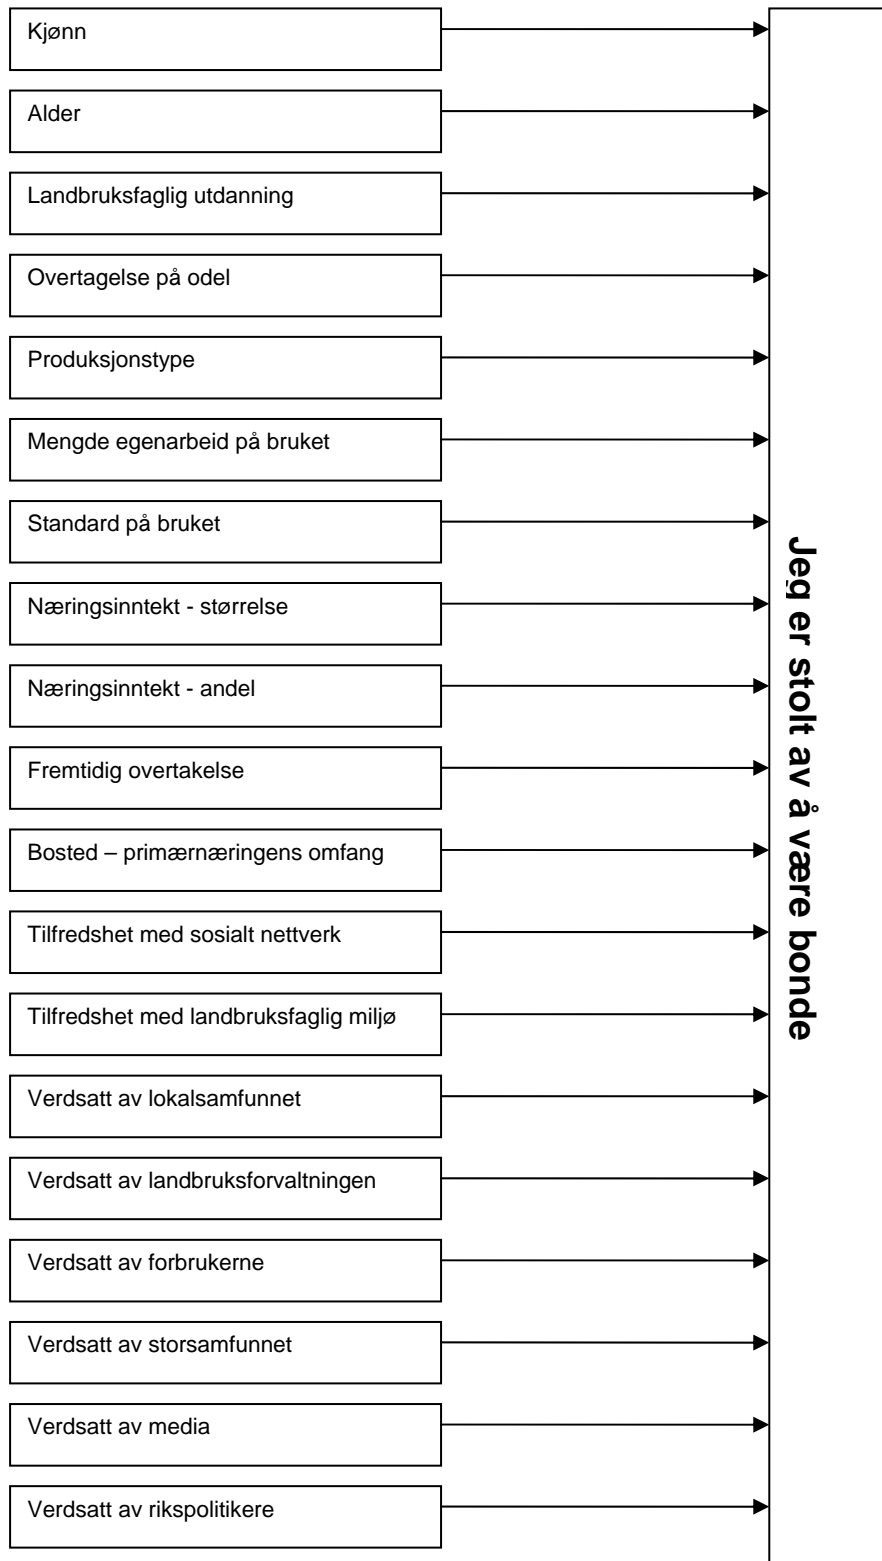 Kjønn
Alder
Landbruksfaglig utdanning
Overtagelse på odel
Produksjonstype
Mengde egenarbeid på bruket
Standard på bruket
Næringsinntekt - størrelse
Næringsinntekt - andel
Fremtidig overtakelse
Bosted – primærnæringens omfang
Tilfredshet med sosialt nettverk
Tilfredshet med landbruksfaglig miljø
Verdsatt av lokalsamfunnet
Verdsatt av landbruksforvaltningen
Verdsatt av forbrukerne
Verdsatt av storsamfunnet
Verdsatt av media
Verdsatt av rikspolitikere
Jeg er stolt av å være bonde